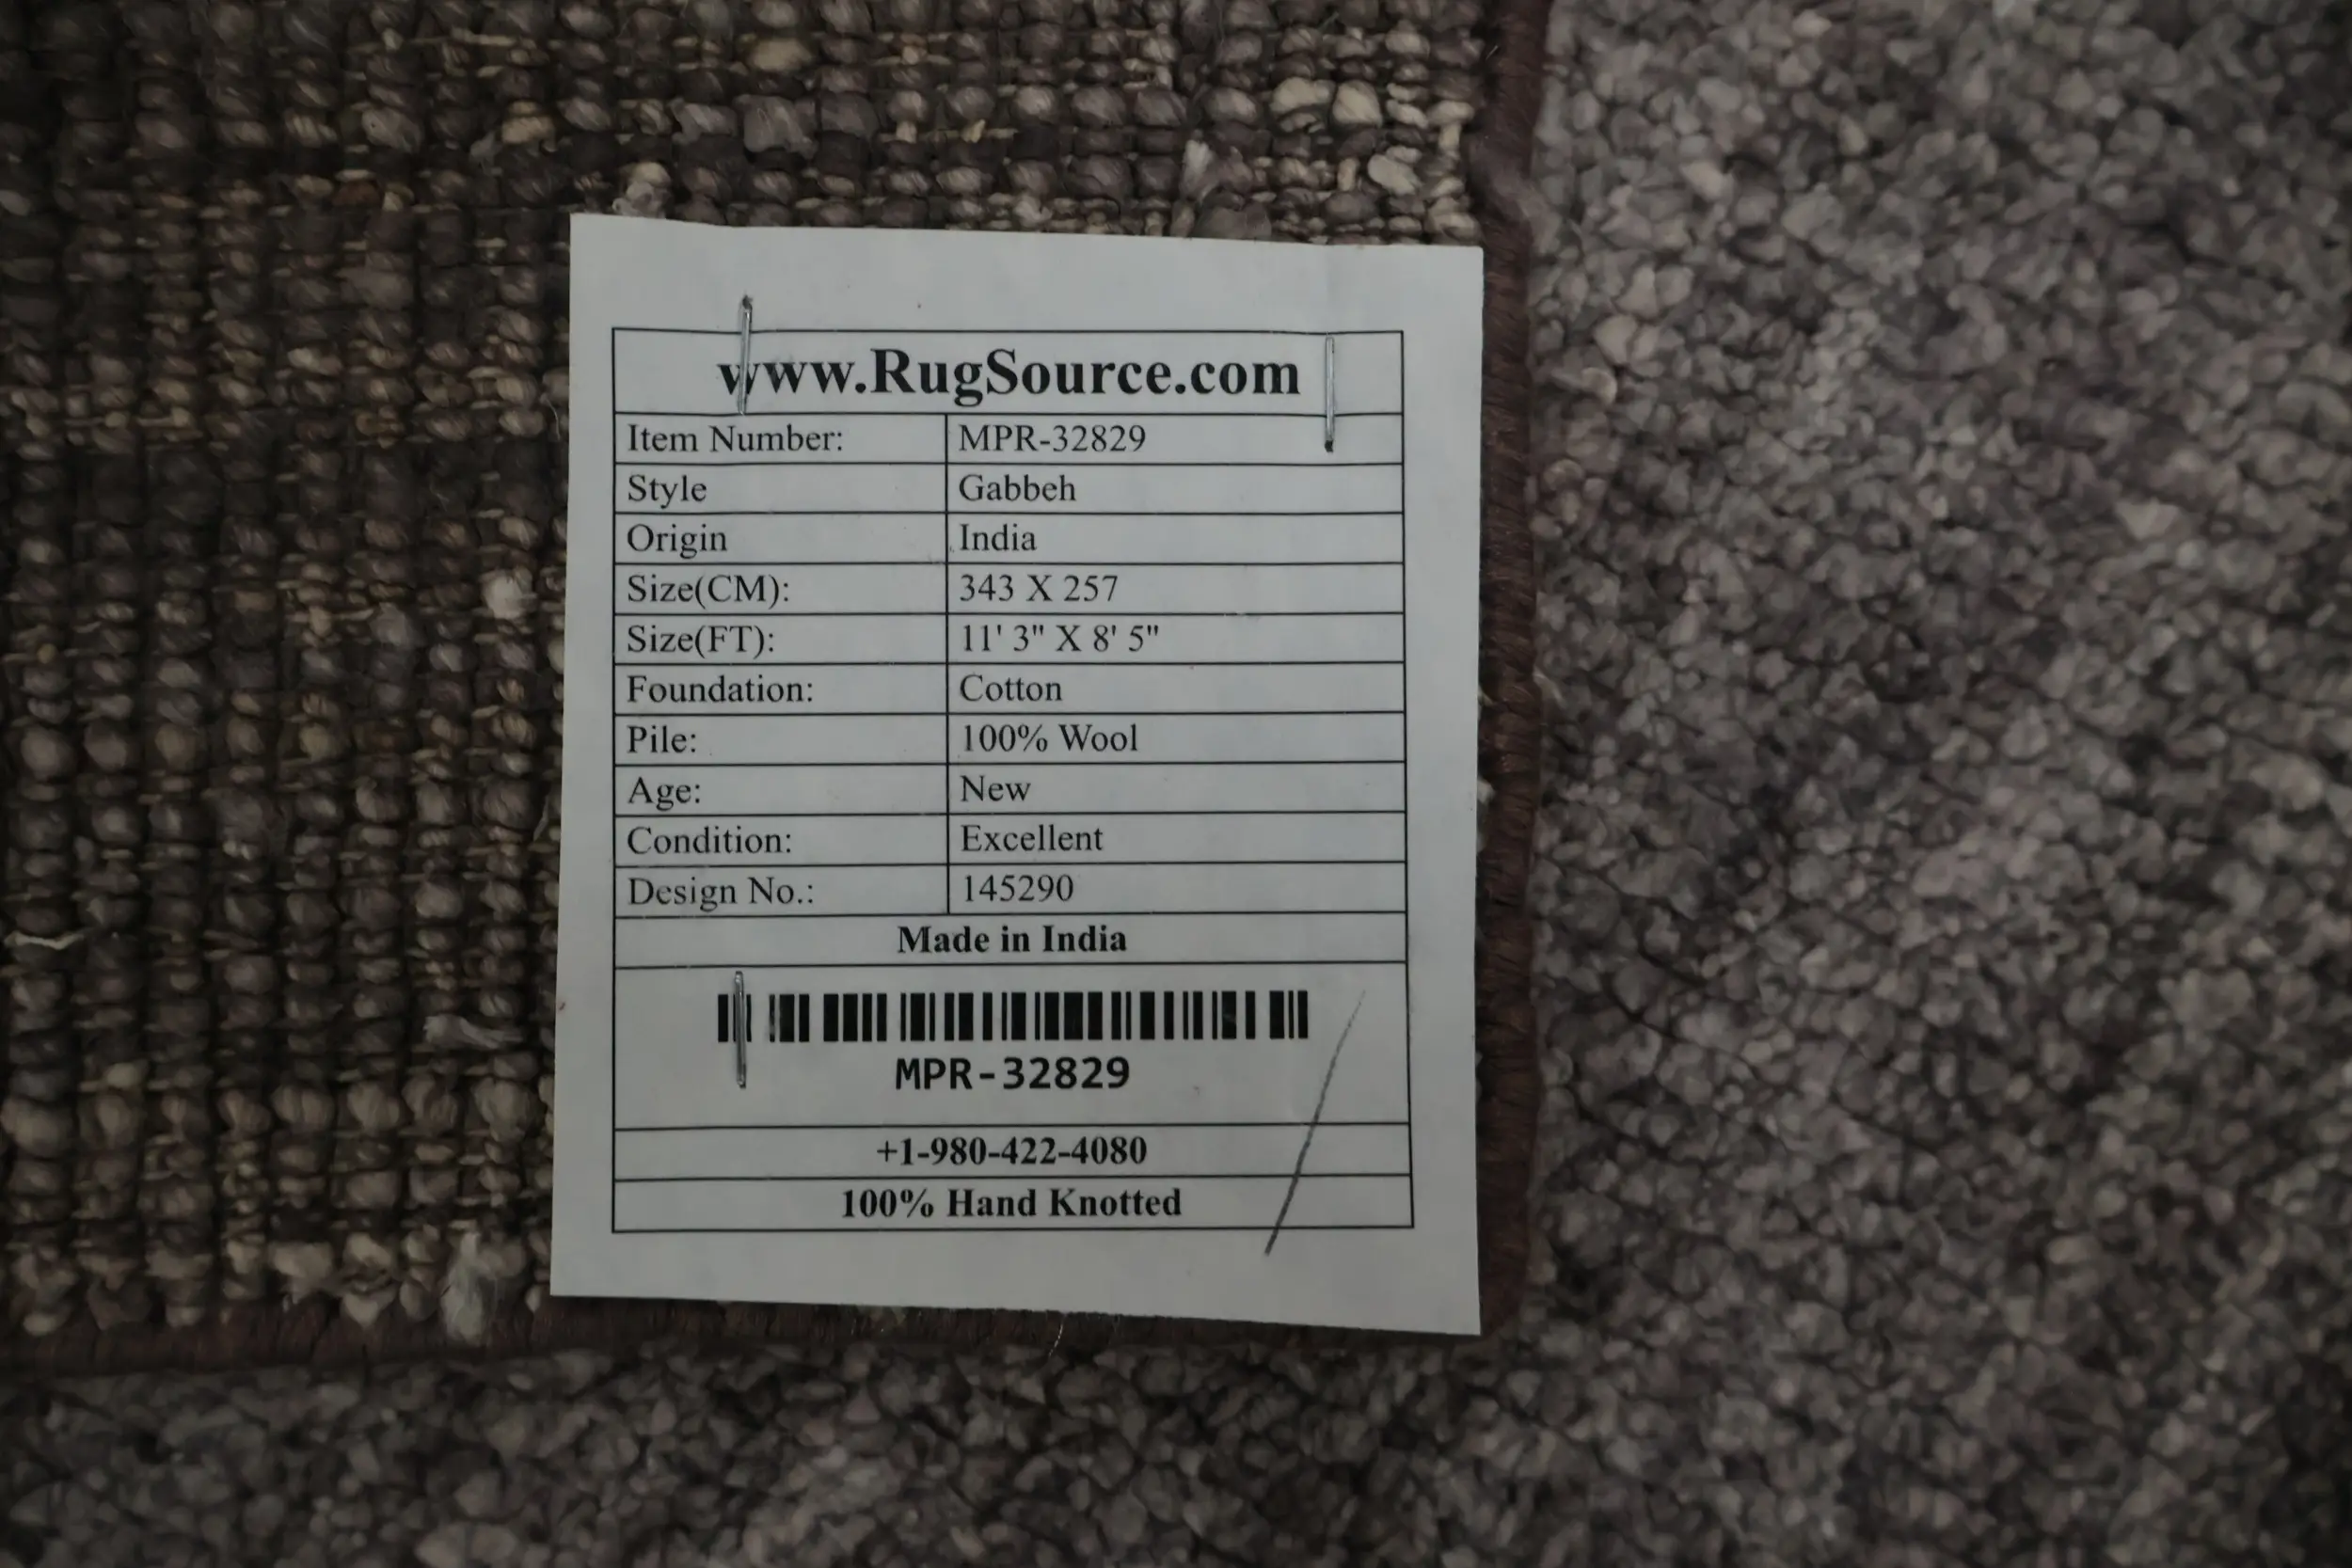 www.RugSource.com
Item Number: MPR-32829
Style Gabbeh
Origin India
Size(CM): 343 X 257
Size(FT): 11' 3" X 8' 5"
Foundation: Cotton
Pile: 100% Wool
Age: New
Condition: Excellent
Design No.: 145290
Made in India
MPR-32829
+1-980-422-4080
100% Hand Knotted